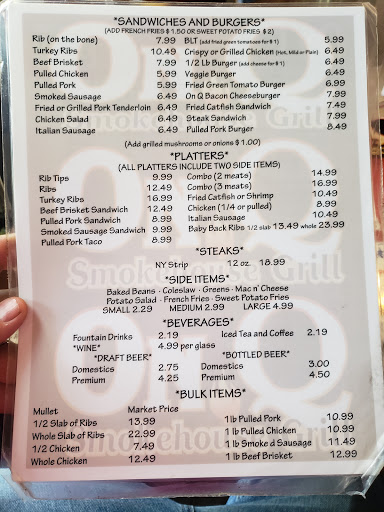 *SANDWICHES AND BURGERS*
(ADD FRENCH FRIES $ 1.50 OR SWEET POTATO FRIES $ 2)
Rib (on the bone) 7.99
Turkey Ribs 10.49
Beef Brisket 7.99
Pulled Chicken 5.99
Pulled Pork 5.99
Smoked Sausage 6.49
Fried or Grilled Pork Tenderloin 6.49
Chicken Salad 6.49
Italian Sausage 6.49
BLT (add fried green tomatoes for $ 1) 5.99
Crispy or Grilled Chicken (Hot, Mild or Plain) 6.49
1/2 Lb Burger (add cheese for $ 1) 6.49
Veggie Burger 6.49
Fried Green Tomato Burger 6.99
On Q Bacon Cheeseburger 7.99
Fried Catfish Sandwich 7.49
Steak Sandwich 7.99
Pulled Pork Burger 8.49
(Add grilled mushrooms or onions $ 1.00)
*PLATTERS*
(ALL PLATTERS INCLUDE TWO SIDE ITEMS)
Rib Tips 9.99
Ribs 12.49
Turkey Ribs 16.99
Beef Brisket Sandwich 12.49
Pulled Pork Sandwich 8.99
Smoked Sausage Sandwich 9.99
Pulled Pork Taco 8.99
Combo (2 meats) 14.99
Combo (3 meats) 16.99
Fried Catfish or Shrimp 10.49
Chicken (1/4 or pulled) 8.99
Italian Sausage 10.49
Baby Back Ribs 1/2 slab 13.49 whole 23.99
*STEAKS*
NY Strip 12 oz. 18.99
*SIDE ITEMS*
Baked Beans · Coleslaw · Greens · Mac n' Cheese
Potato Salad · French Fries · Sweet Potato Fries
SMALL 2.29 MEDIUM 2.99 LARGE 4.99
*BEVERAGES*
Fountain Drinks 2.19
Iced Tea and Coffee 2.19
*WINE* 4.99 per glass
*DRAFT BEER*
Domestics 2.75
Premium 4.25
*BOTTLED BEER*
Domestics 3.00
Premium 4.50
*BULK ITEMS*
Mullet Market Price
1/2 Slab of Ribs 13.99
Whole Slab of Ribs 22.99
1/2 Chicken 7.49
Whole Chicken 12.49
1 lb Pulled Pork 10.99
1 lb Pulled Chicken 10.99
1 lb Smoked Sausage 11.49
1 lb Beef Brisket 12.99